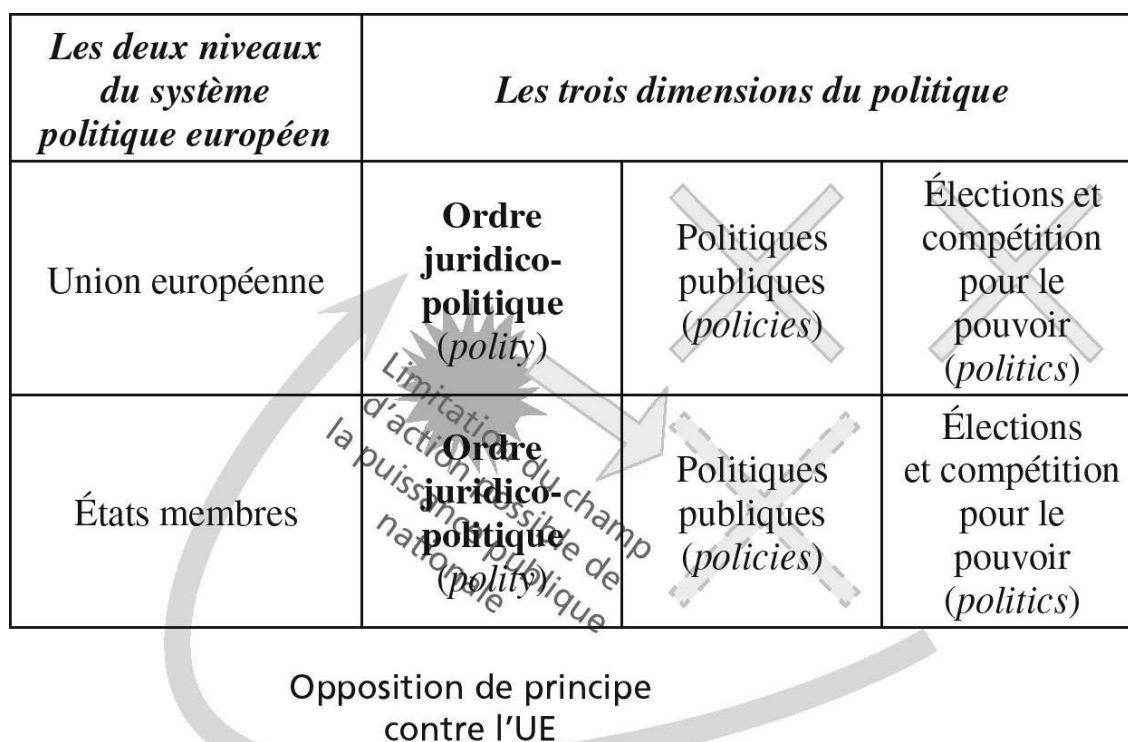 Les deux niveaux
du système
politique européen
Les trois dimensions du politique
Union européenne
Ordre
juridico-
politique
(polity)
Politiques
publiques
(policies)
Élections et
compétition
pour le
pouvoir
(politics)
Limitation du champ
d'action possible de
la puissance publique
nationale
États membres
Ordre
juridico-
politique
(polity)
Politiques
publiques
(policies)
Élections
et compétition
pour le
pouvoir
(politics)
Opposition de principe
contre l'UE